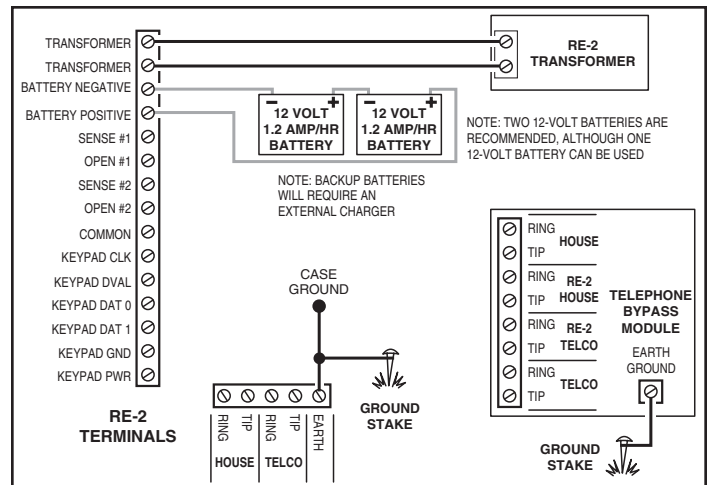 TRANSFORMER
TRANSFORMER
BATTERY NEGATIVE
BATTERY POSITIVE
SENSE #1
OPEN #1
SENSE #2
OPEN #2
COMMON
KEYPAD CLK
KEYPAD DVAL
KEYPAD DAT 0
KEYPAD DAT 1
KEYPAD GND
KEYPAD PWR
RE-2
TERMINALS
RE-2
TRANSFORMER
– +
12 VOLT
1.2 AMP/HR
BATTERY
– +
12 VOLT
1.2 AMP/HR
BATTERY
NOTE: TWO 12-VOLT BATTERIES ARE
RECOMMENDED, ALTHOUGH ONE
12-VOLT BATTERY CAN BE USED
NOTE: BACKUP BATTERIES
WILL REQUIRE AN
EXTERNAL CHARGER
CASE
GROUND
GROUND
STAKE
RING
TIP
RING
TIP
EARTH
HOUSE
TELCO
RING
TIP
HOUSE
RING
TIP
RE-2
HOUSE
RING
TIP
RE-2
TELCO
RING
TIP
TELCO
TELEPHONE
BYPASS
MODULE
EARTH
GROUND
GROUND
STAKE